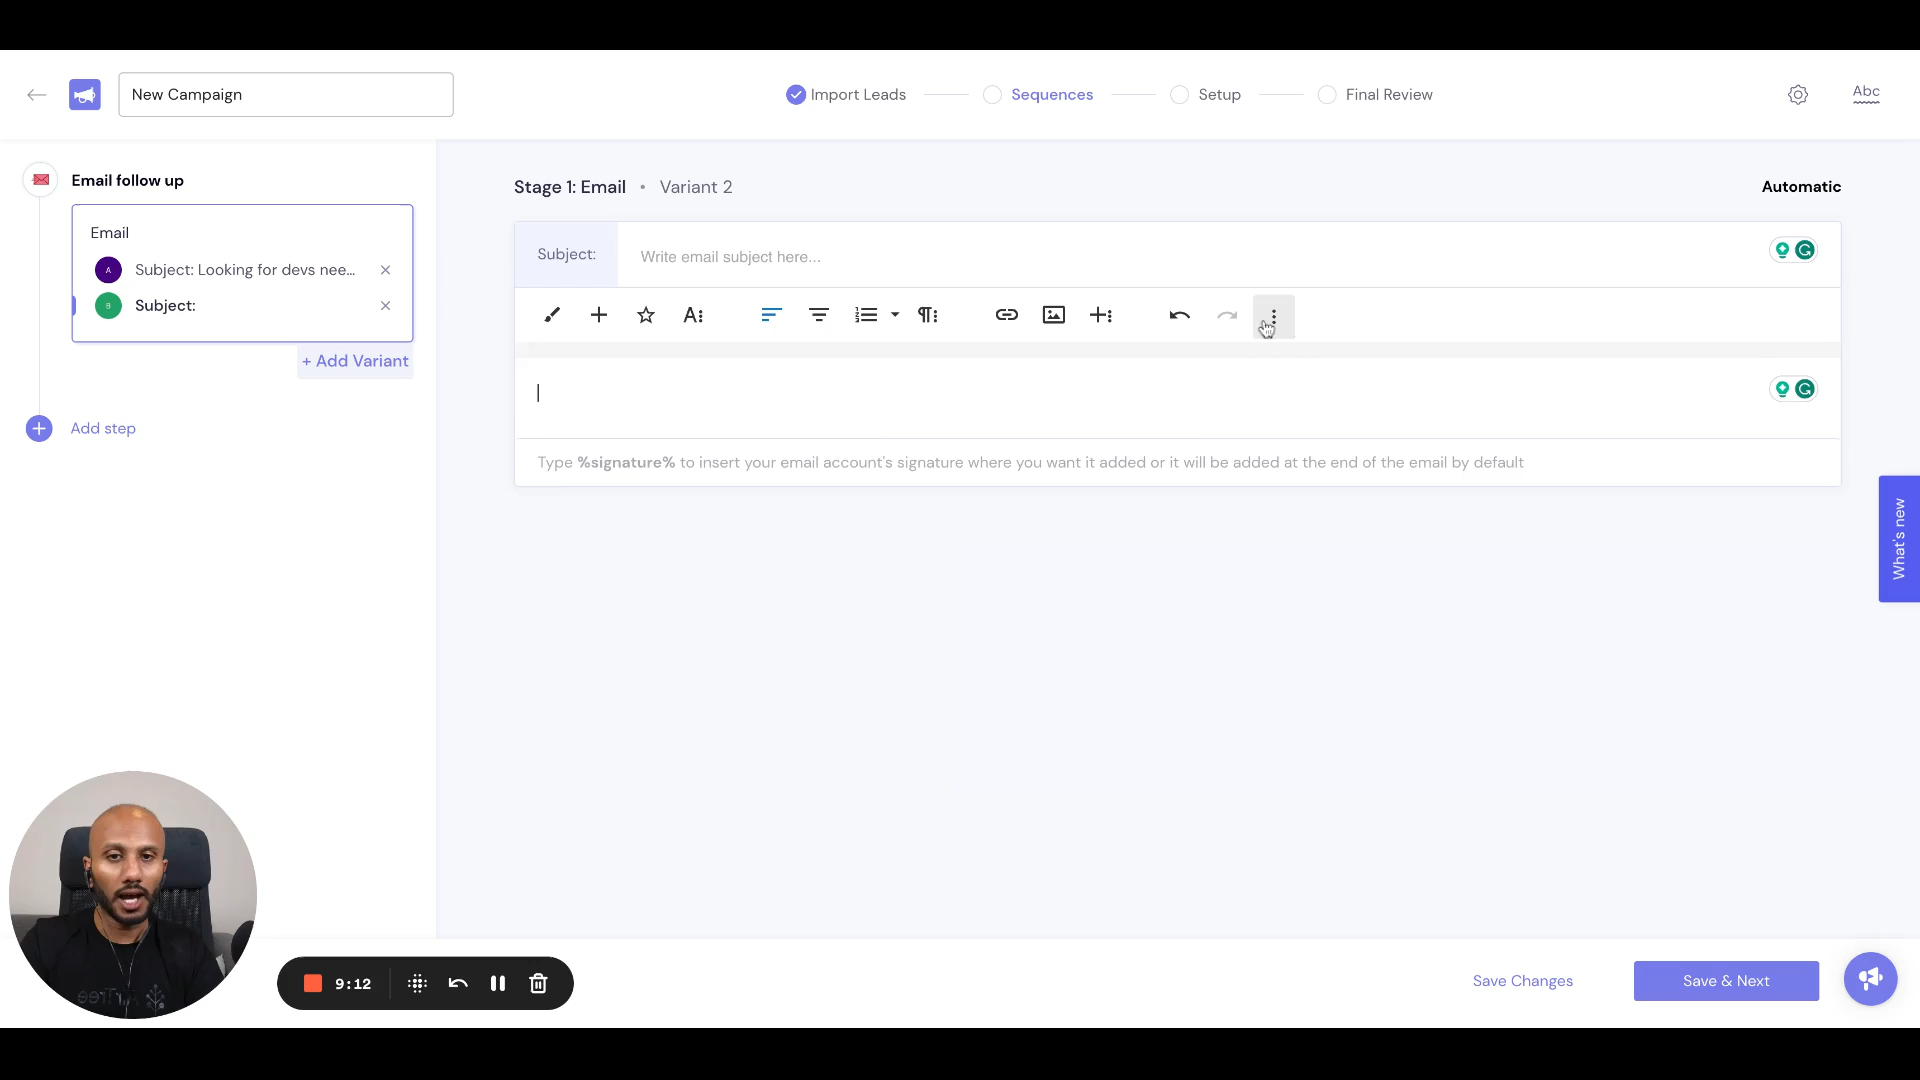 New Campaign
Import Leads
Sequences
Setup
Final Review
Abc
Email follow up
Email
A
Subject: Looking for devs nee...
B
Subject:
+ Add Variant
Add step
Stage 1: Email • Variant 2
Automatic
Subject:
Write email subject here...
Type %signature% to insert your email account's signature where you want it added or it will be added at the end of the email by default
What's new
9:12
Save Changes
Save & Next